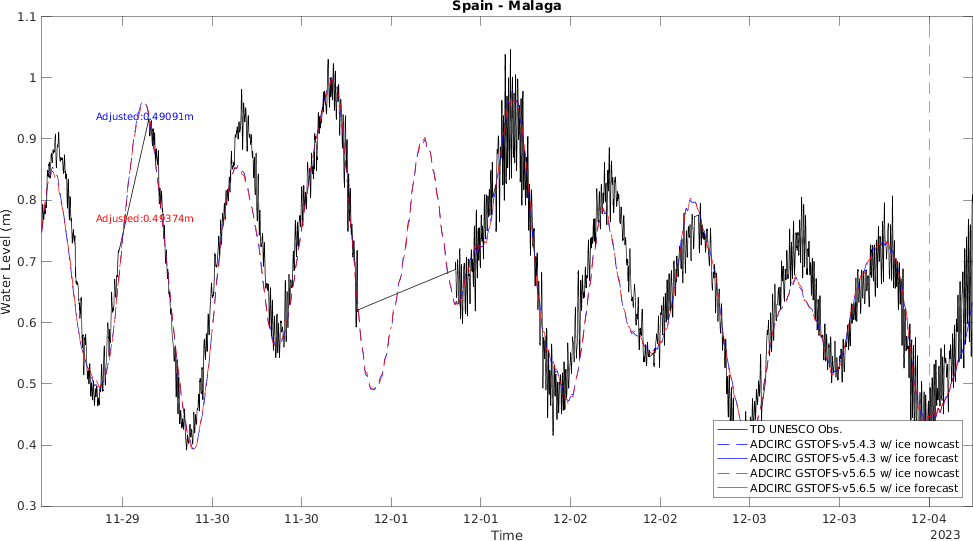 Spain - Malaga
1.1
1
0.9
0.8
0.7
0.6
0.5
0.4
0.3
Water Level (m)
Adjusted:0.49091m
Adjusted:0.49374m
TD UNESCO Obs.
ADCIRC GSTOFS-v5.4.3 w/ ice nowcast
ADCIRC GSTOFS-v5.4.3 w/ ice forecast
ADCIRC GSTOFS-v5.6.5 w/ ice nowcast
ADCIRC GSTOFS-v5.6.5 w/ ice forecast
11-29 11-30 11-30 12-01 12-01 12-02 12-02 12-03 12-03 12-04
2023
Time